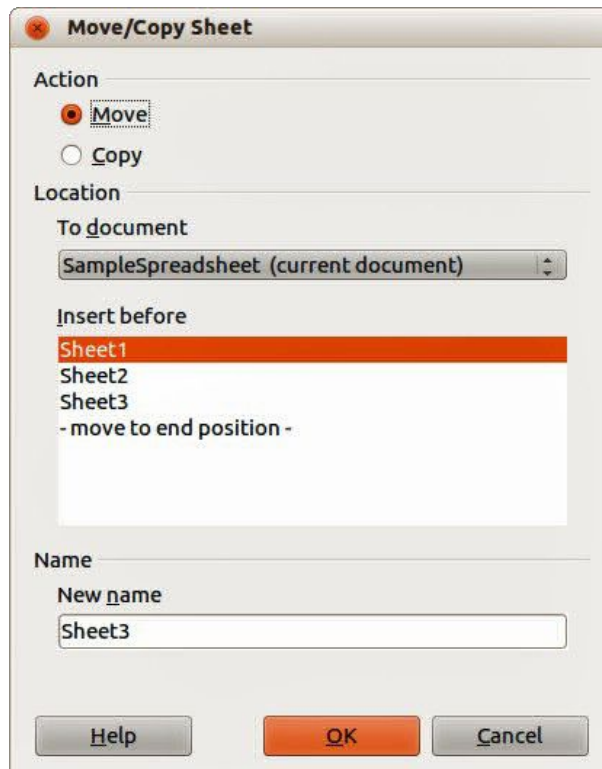 Move/Copy Sheet
Action
Move
Copy
Location
To document
SampleSpreadsheet (current document)
Insert before
Sheet1
Sheet2
Sheet3
- move to end position -
Name
New name
Sheet3
Help OK Cancel